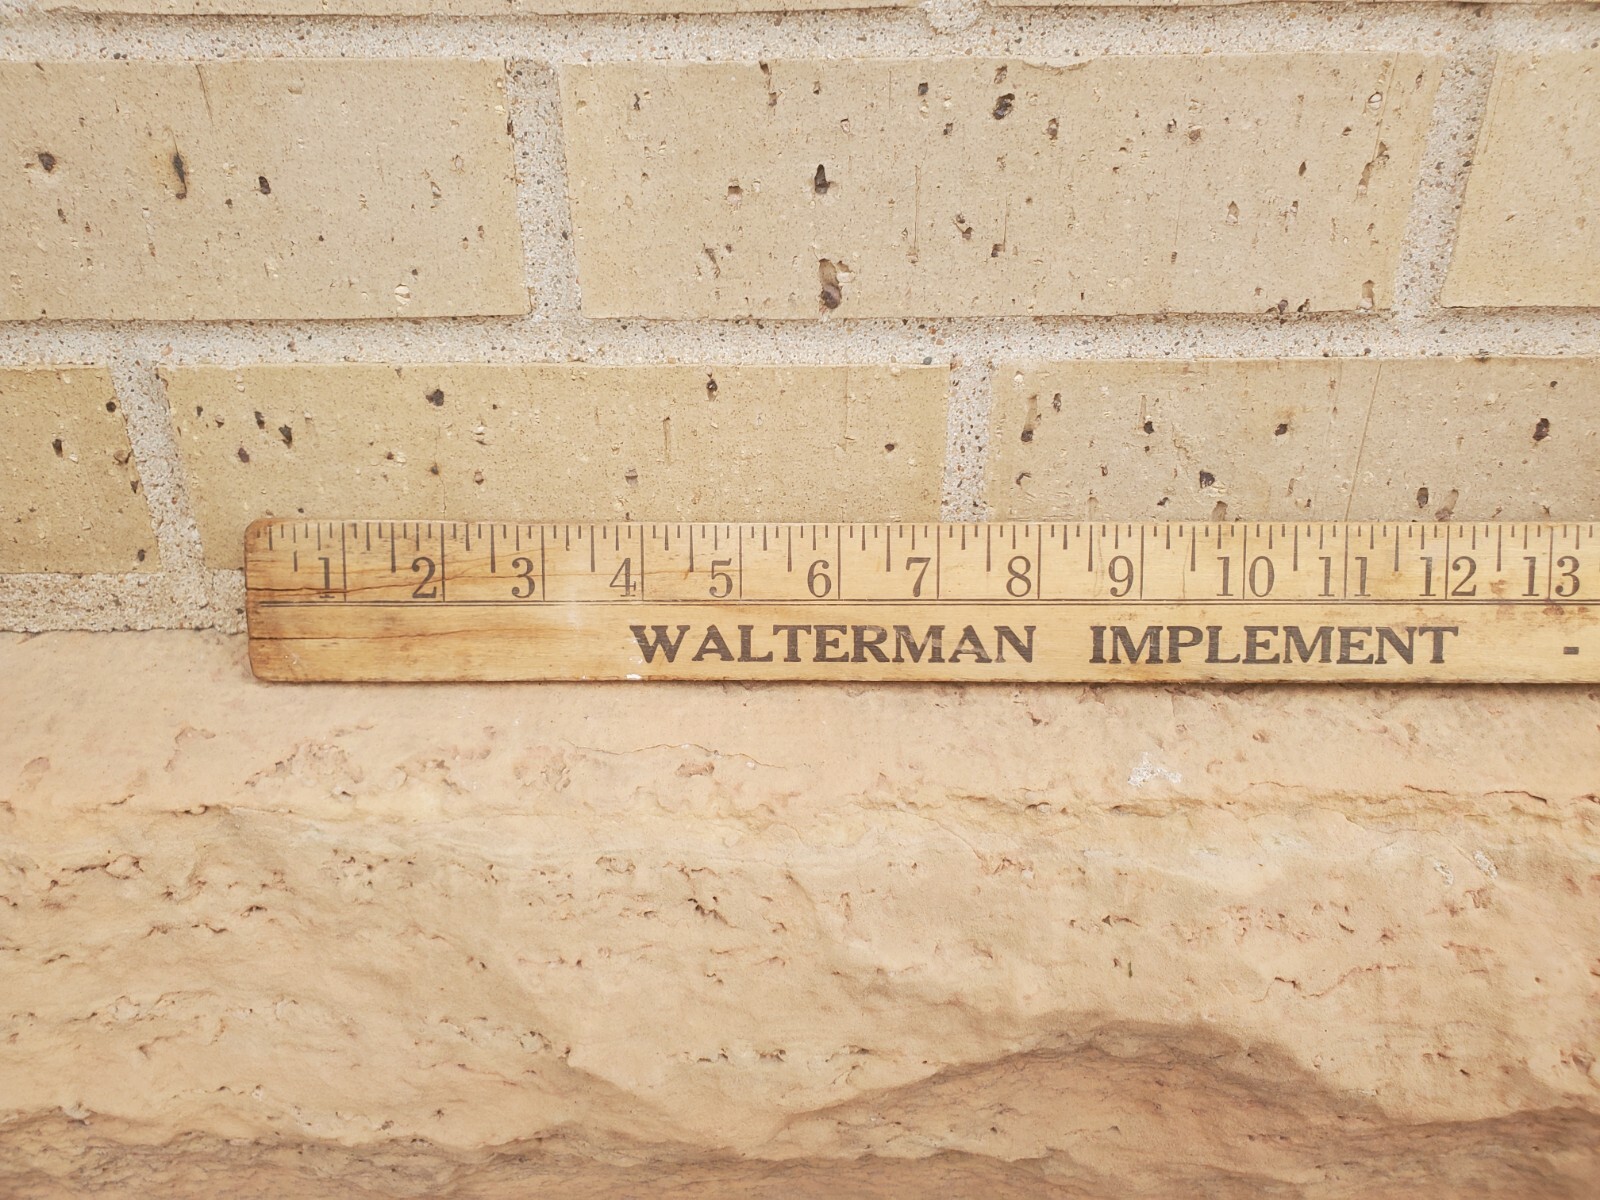 1 2 3 4 5 6 7 8 9 10 11 12 13
WALTERMAN IMPLEMENT -